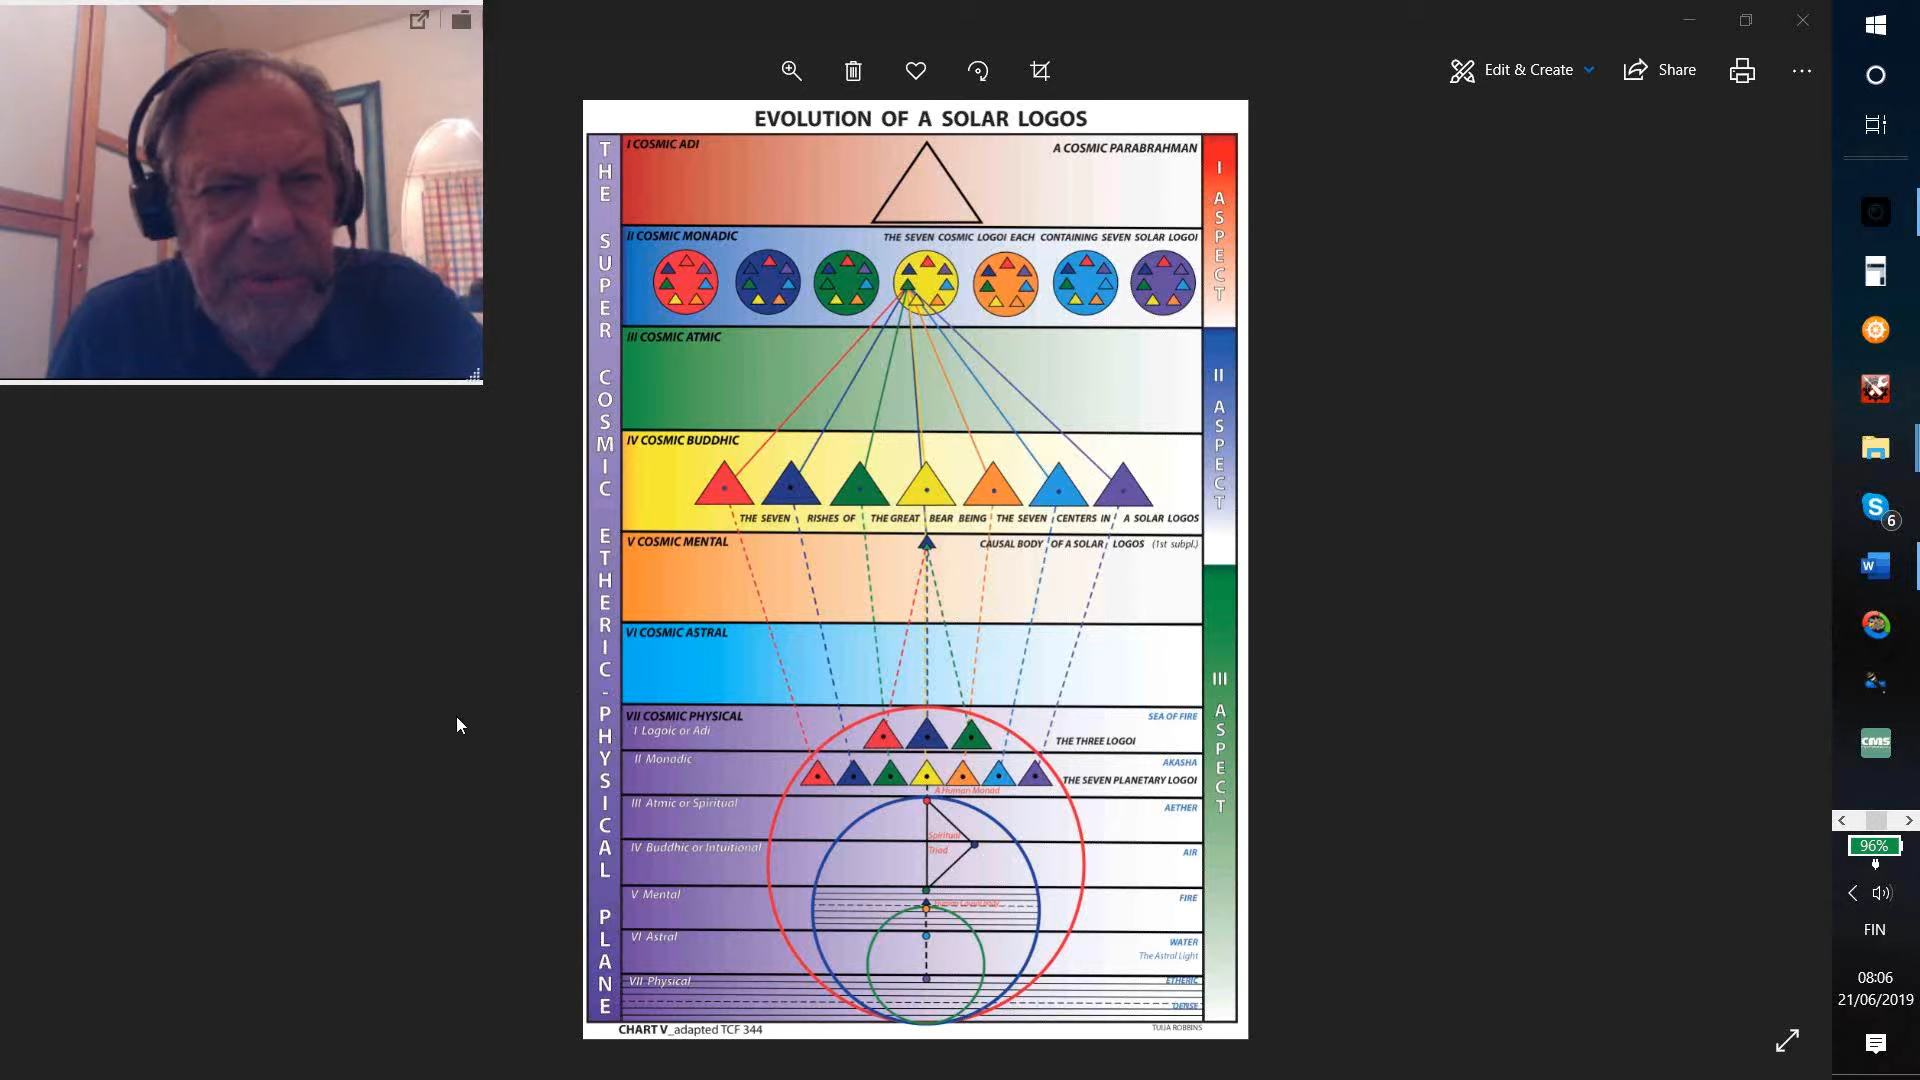 Edit & Create
Share
EVOLUTION OF A SOLAR LOGOS
THE SUPER COSMIC ETHERIC-PHYSICAL PLANE
I COSMIC ADI
A COSMIC PARABRAHMAN
I ASPECT
II COSMIC MONADIC
THE SEVEN COSMIC LOGOI EACH CONTAINING SEVEN SOLAR LOGOI
III COSMIC ATMIC
II ASPECT
IV COSMIC BUDDHIC
THE SEVEN RISHES OF THE GREAT BEAR BEING THE SEVEN CENTERS IN A SOLAR LOGOS
V COSMIC MENTAL
CAUSAL BODY OF A SOLAR LOGOS (1st subpl.)
VI COSMIC ASTRAL
III ASPECT
VII COSMIC PHYSICAL
SEA OF FIRE
I Logoic or Adi
THE THREE LOGOI
II Monadic
AKASHA
THE SEVEN PLANETARY LOGOI
A Human Monad
III Atmic or Spiritual
AETHER
Spiritual
Triad
IV Buddhic or Intuitional
AIR
V Mental
FIRE
Human Causal Body
VI Astral
WATER
The Astral Light
VII Physical
ETHERIC
DENSE
CHART V_adapted TCF 344
TUIJA ROBBINS
6
CMS
96%
FIN
08:06
21/06/2019